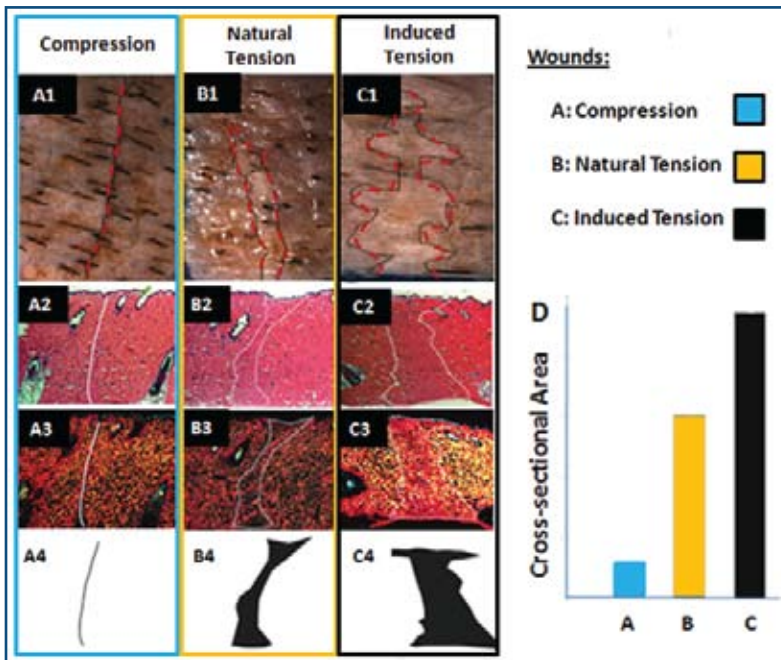 Compression
Natural
Tension
Induced
Tension
A1
B1
C1
A2
B2
C2
A3
B3
C3
A4
B4
C4
Wounds:
A: Compression
B: Natural Tension
C: Induced Tension
D
Cross-sectional Area
A
B
C